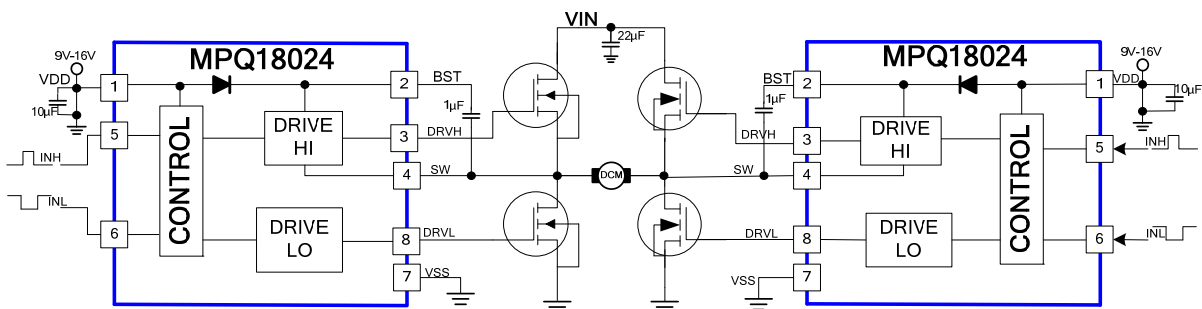 VIN
22µF
9V-16V
MPQ18024
VDD
10µF
1
2
BST
1µF
5
INH
CONTROL
DRIVE
HI
3
DRVH
4
SW
INL
6
DRIVE
LO
8
DRVL
7
VSS
DCM
MPQ18024
9V-16V
BST
2
1
VDD
1µF
10µF
DRVH
3
DRIVE
HI
CONTROL
5
INH
SW
4
DRVL
8
DRIVE
LO
6
INL
VSS
7